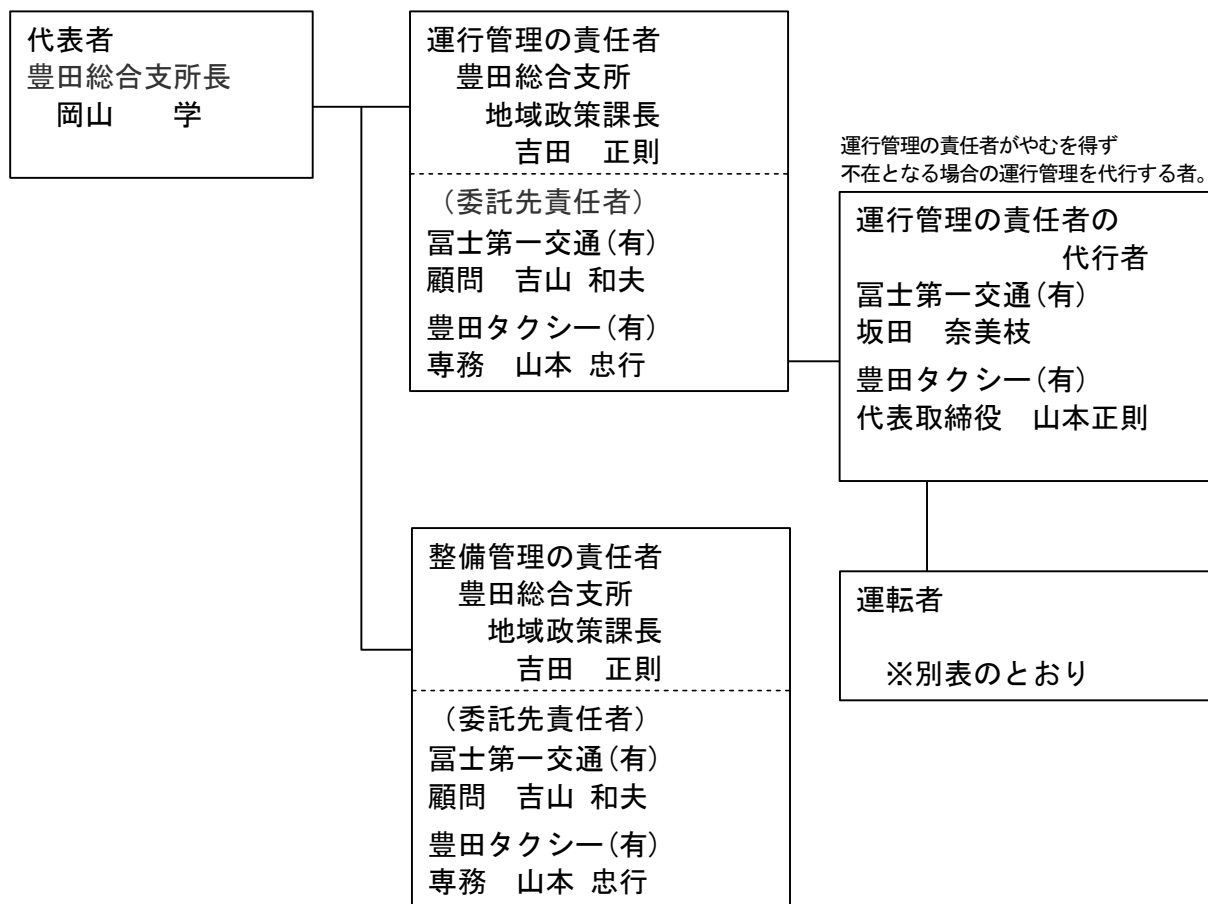 代表者
豊田総合支所長
岡山　　学
運行管理の責任者
豊田総合支所
地域政策課長
吉田　正則
（委託先責任者）
冨士第一交通（有）
顧問　吉山 和夫
豊田タクシー（有）
専務　山本 忠行
運行管理の責任者がやむを得ず
不在となる場合の運行管理を代行する者。
運行管理の責任者の
代行者
冨士第一交通（有）
坂田　奈美枝
豊田タクシー（有）
代表取締役　山本正則
整備管理の責任者
豊田総合支所
地域政策課長
吉田　正則
（委託先責任者）
冨士第一交通（有）
顧問　吉山 和夫
豊田タクシー（有）
専務　山本 忠行
運転者
※別表のとおり